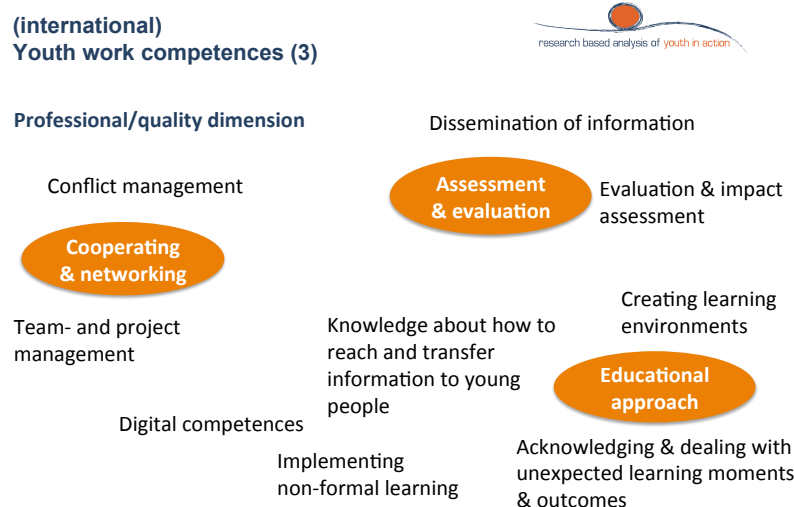 (international)
Youth work competences (3)
research based analysis of youth in action
Professional/quality dimension
Dissemination of information
Conflict management
Assessment
& evaluation
Evaluation & impact
assessment
Cooperating
& networking
Creating learning
environments
Team- and project
management
Knowledge about how to
reach and transfer
information to young
people
Educational
approach
Digital competences
Implementing
non-formal learning
Acknowledging & dealing with
unexpected learning moments
& outcomes